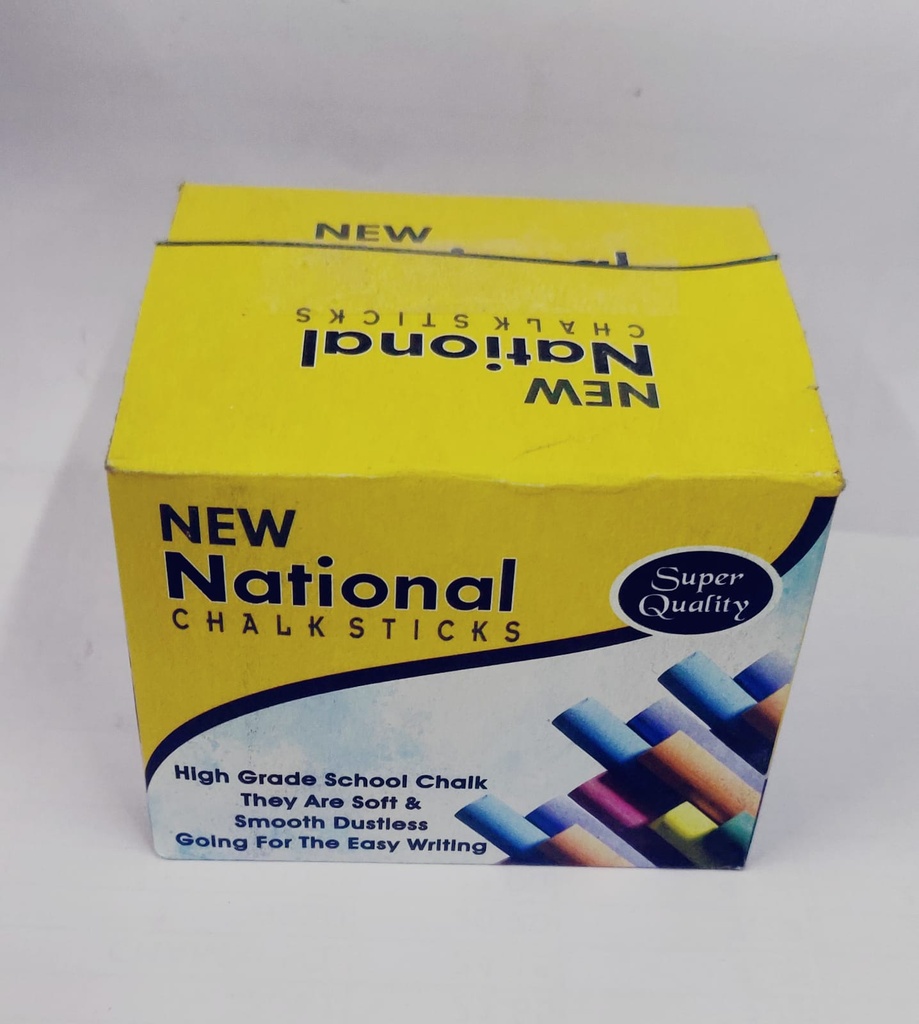 NEW
CHALK STICKS
National
NEW
NEW
National
CHALK STICKS
Super
Quality
High Grade School Chalk
They Are Soft &
Smooth Dustless
Going For The Easy Writing